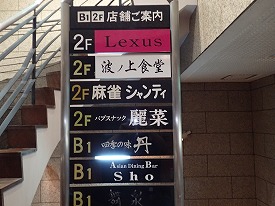 B1 2F 店舗ご案内
2F Lexus
2F 波ノ上食堂
2F 麻雀 シャンティ
2F パブスナック 麗菜
B1 四季の味 丹
B1 Asian Dining Bar
Sho
B1